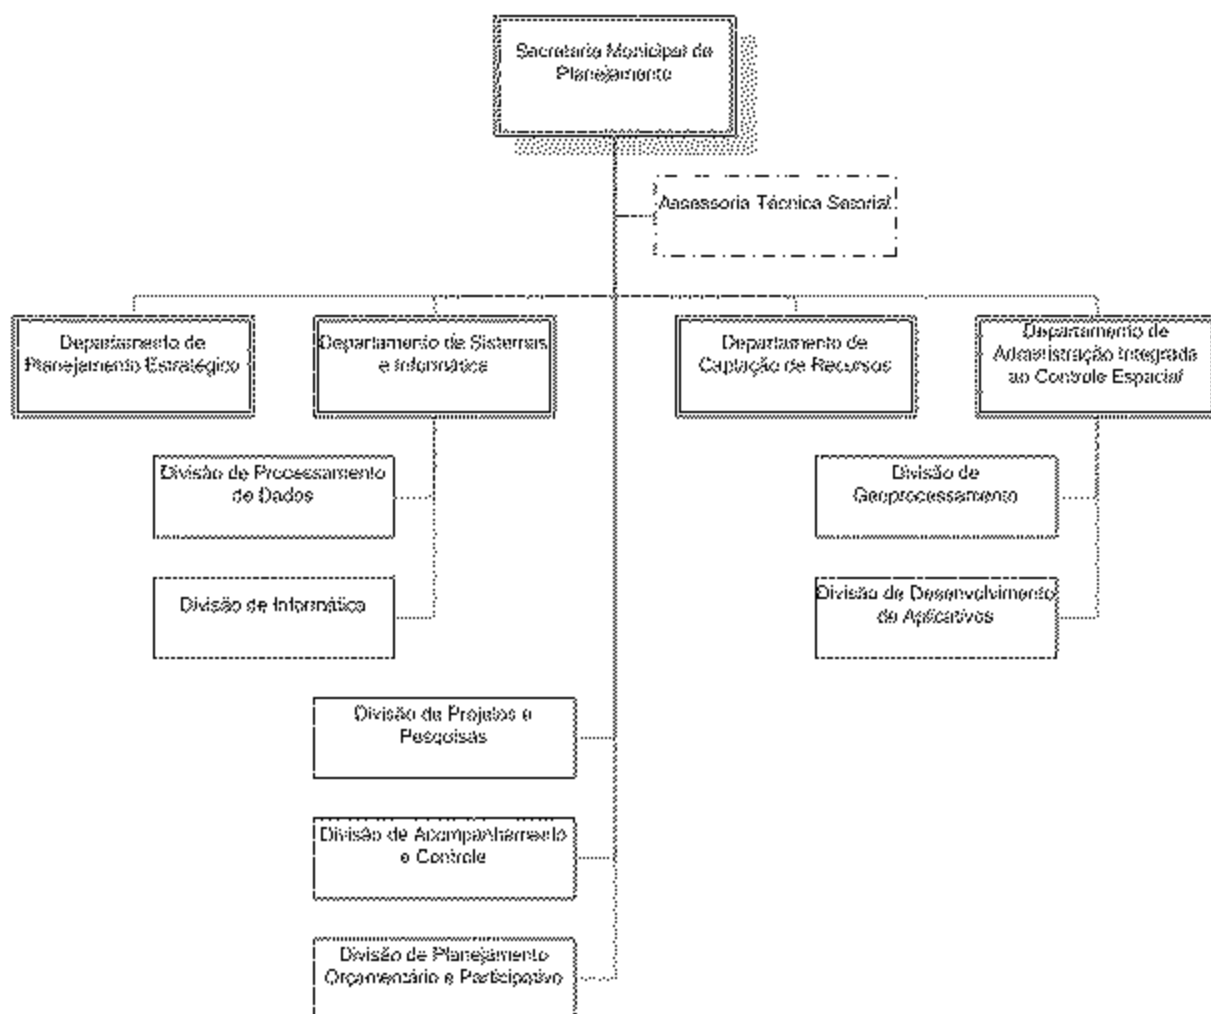 Secretario Municipal de
Planejamento
Assessoria Técnica Setorial
Departamento de
Planejamento Estratégico
Departamento de Sistemas
e Informática
Departamento de
Captação de Recursos
Departamento de
Administração Integrada
ao Controle Espacial
Divisão de Processamento
de Dados
Divisão de
Geoprocessamento
Divisão de Informática
Divisão de Desenvolvimento
de Aplicativos
Divisão de Projetos e
Pesquisas
Divisão de Acompanhamento
e Controle
Divisão de Planejamento
Orçamentário e Participativo